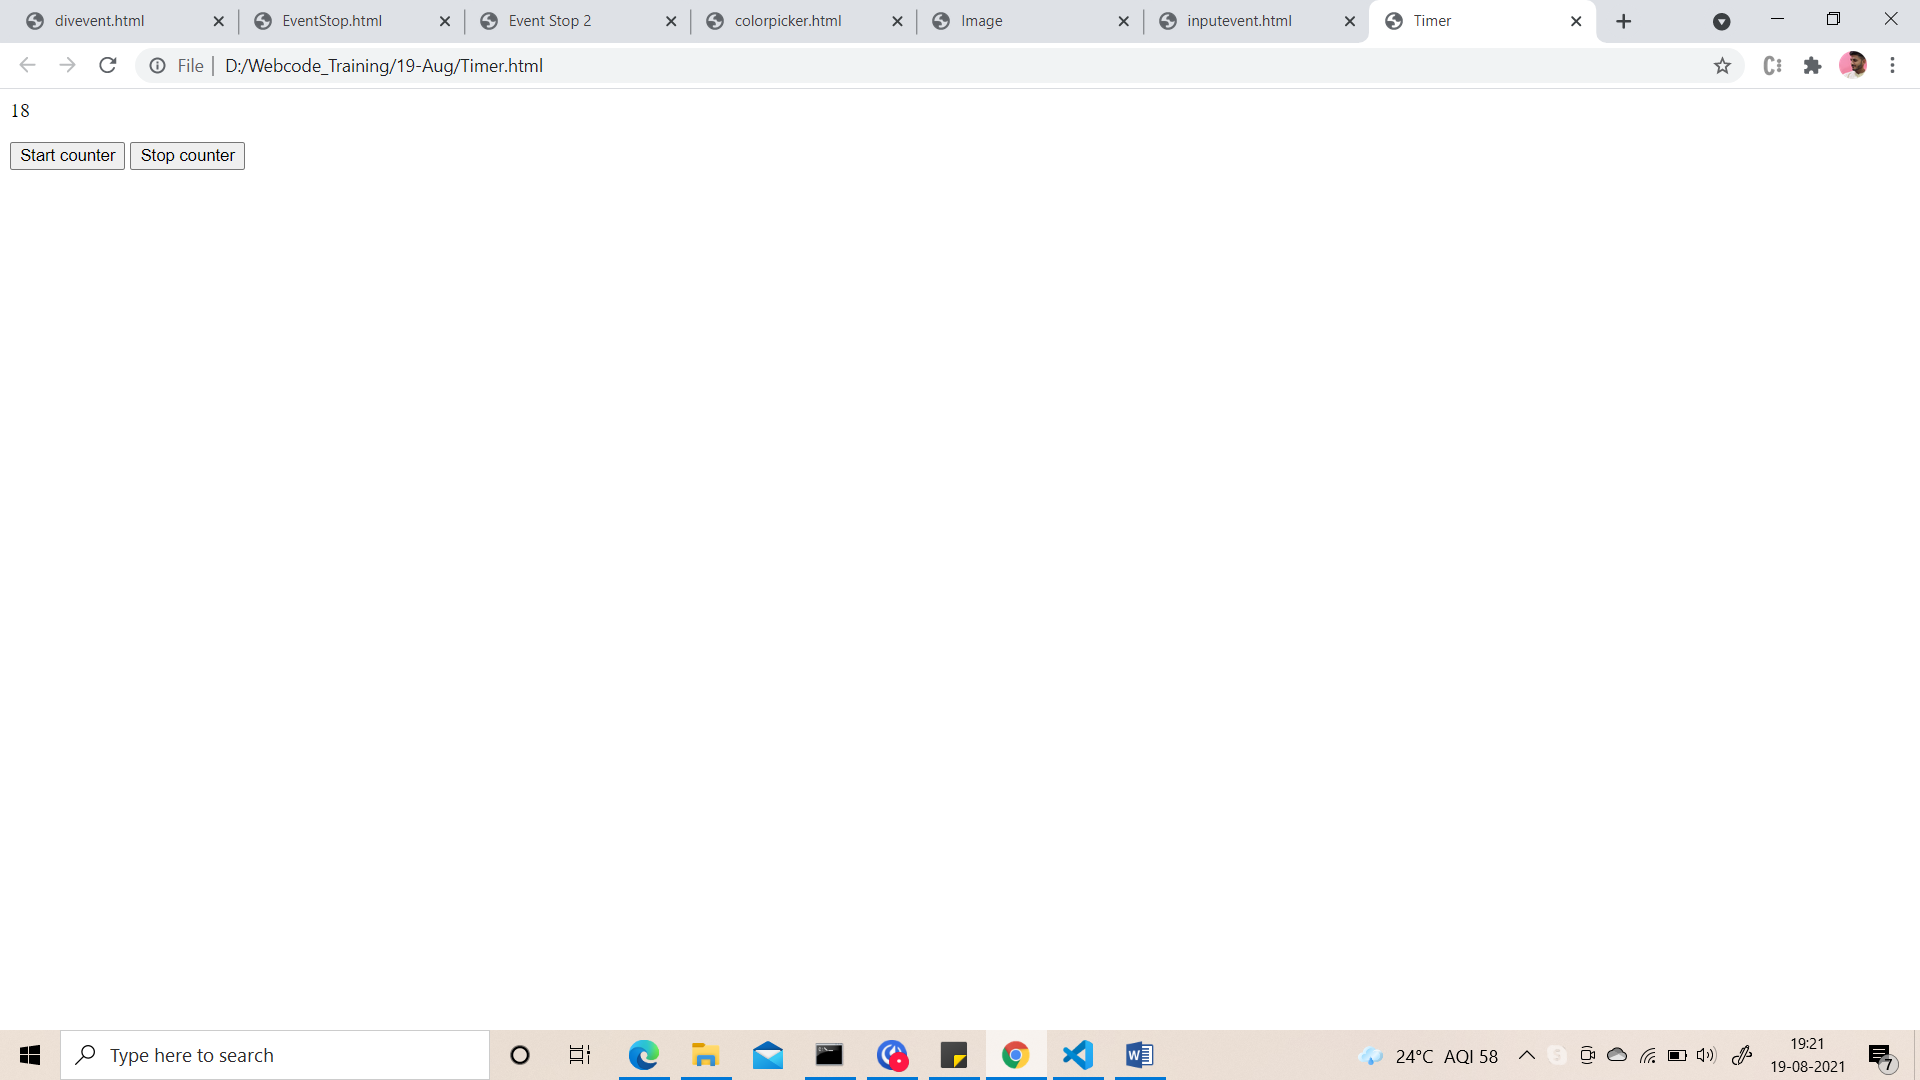 divevent.html
EventStop.html
Event Stop 2
colorpicker.html
Image
inputevent.html
Timer
File | D:/Webcode_Training/19-Aug/Timer.html
18
Start counter
Stop counter
Type here to search
24°C AQI 58
19:21
19-08-2021
7